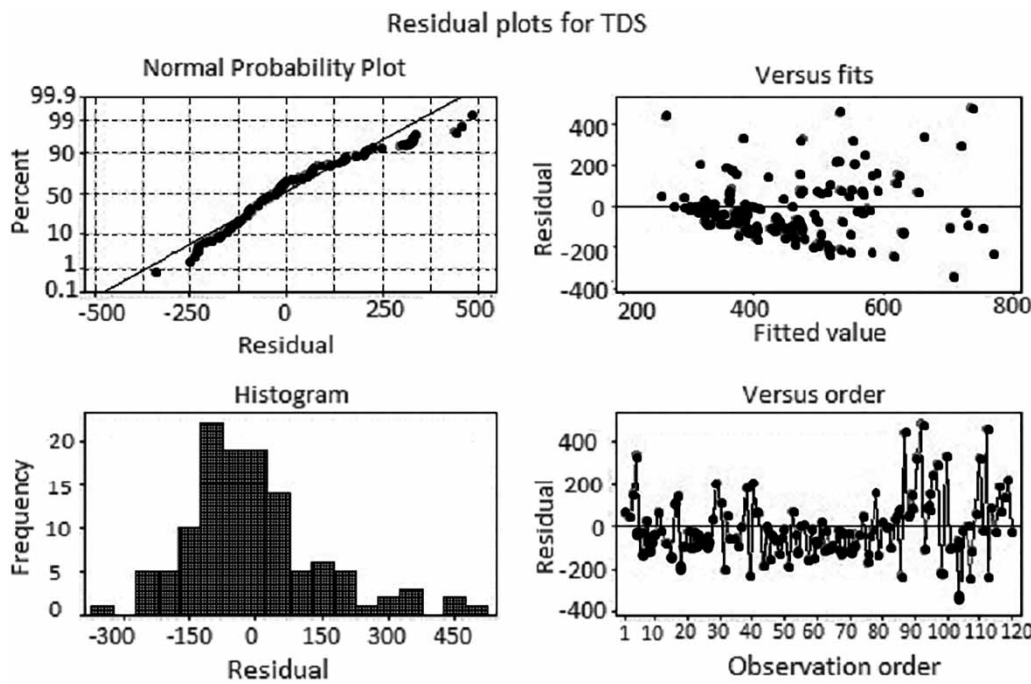 Residual plots for TDS
Normal Probability Plot
99.9
99
90
50
10
1
0.1
Percent
-500 -250 0 250 500
Residual
Versus fits
400
200
0
-200
-400
Residual
200 400 600 800
Fitted value
Histogram
20
15
10
5
0
Frequency
-300 -150 0 150 300 450
Residual
Versus order
400
200
0
-200
-400
Residual
1 10 20 30 40 50 60 70 80 90 100 110 120
Observation order